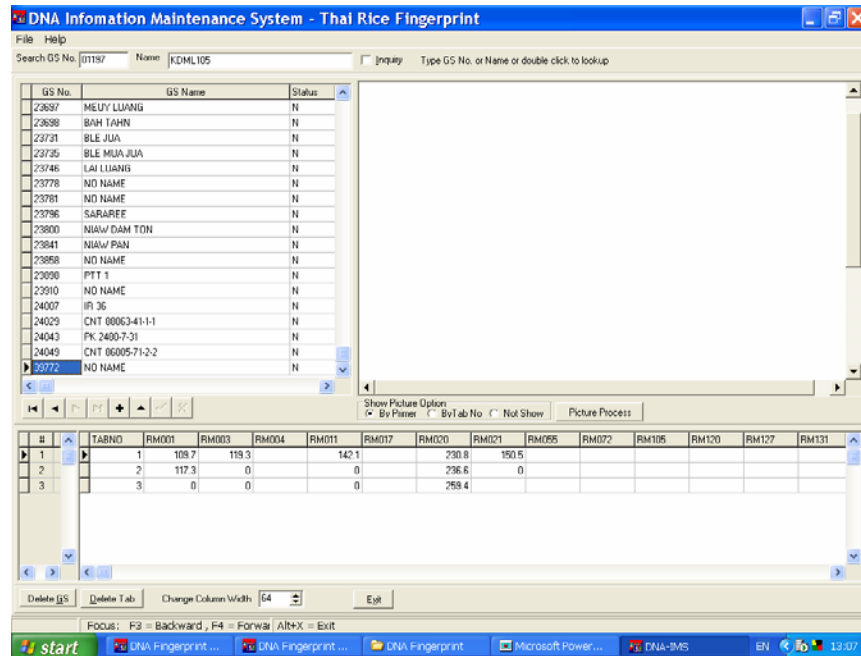 DNA Infomation Maintenance System - Thai Rice Fingerprint
File Help
Search GS No. 01197 Name KDML105 Inquiry Type GS No. or Name or double click to lookup
GS No. GS Name Status
23697 MEUY LUANG N
23698 BAH TAHN N
23731 BLE JUA N
23735 BLE MUA JUA N
23746 LAI LUANG N
23778 NO NAME N
23781 NO NAME N
23796 SARAREE N
23800 NIAW DAM TON N
23841 NIAW PAN N
23858 NO NAME N
23898 PTT 1 N
23910 NO NAME N
24007 IR 36 N
24029 CNT 88063-41-1-1 N
24043 PK 2480-7-31 N
24049 CNT 86005-71-2-2 N
39772 NO NAME N
Show Picture Option
By Primer ByTab No Not Show Picture Process
# TABNO RM001 RM003 RM004 RM011 RM017 RM020 RM021 RM055 RM072 RM105 RM120 RM127 RM131
1 1 109.7 119.3 142.1 230.8 150.5
2 2 117.3 0 0 236.6 0
3 3 0 0 0 259.4
Delete GS Delete Tab Change Column Width 64 Exit
Focus: F3 = Backward , F4 = Forwar Alt+X = Exit
start DNA Fingerprint ... DNA Fingerprint ... DNA Fingerprint Microsoft Power... DNA-IMS EN 13:07